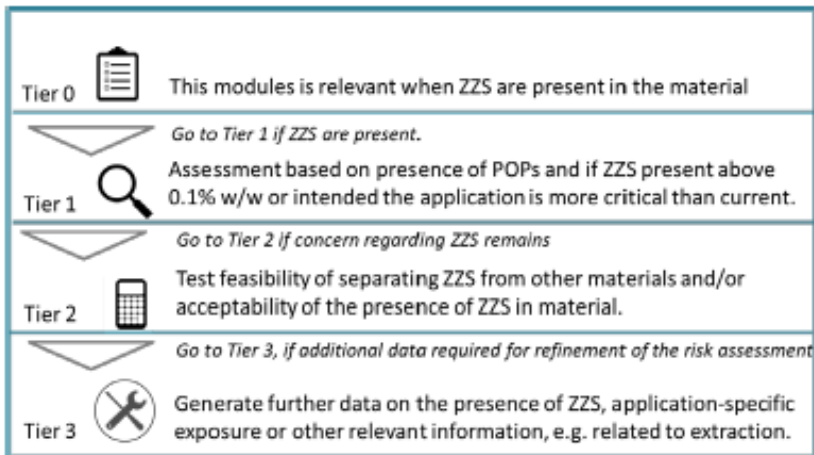 Tier 0
This modules is relevant when ZZS are present in the material
Go to Tier 1 if ZZS are present.
Tier 1
Assessment based on presence of POPs and if ZZS present above
0.1% w/w or intended the application is more critical than current.
Go to Tier 2 if concern regarding ZZS remains
Tier 2
Test feasibility of separating ZZS from other materials and/or
acceptability of the presence of ZZS in material.
Go to Tier 3, if additional data required for refinement of the risk assessment
Tier 3
Generate further data on the presence of ZZS, application-specific
exposure or other relevant information, e.g. related to extraction.